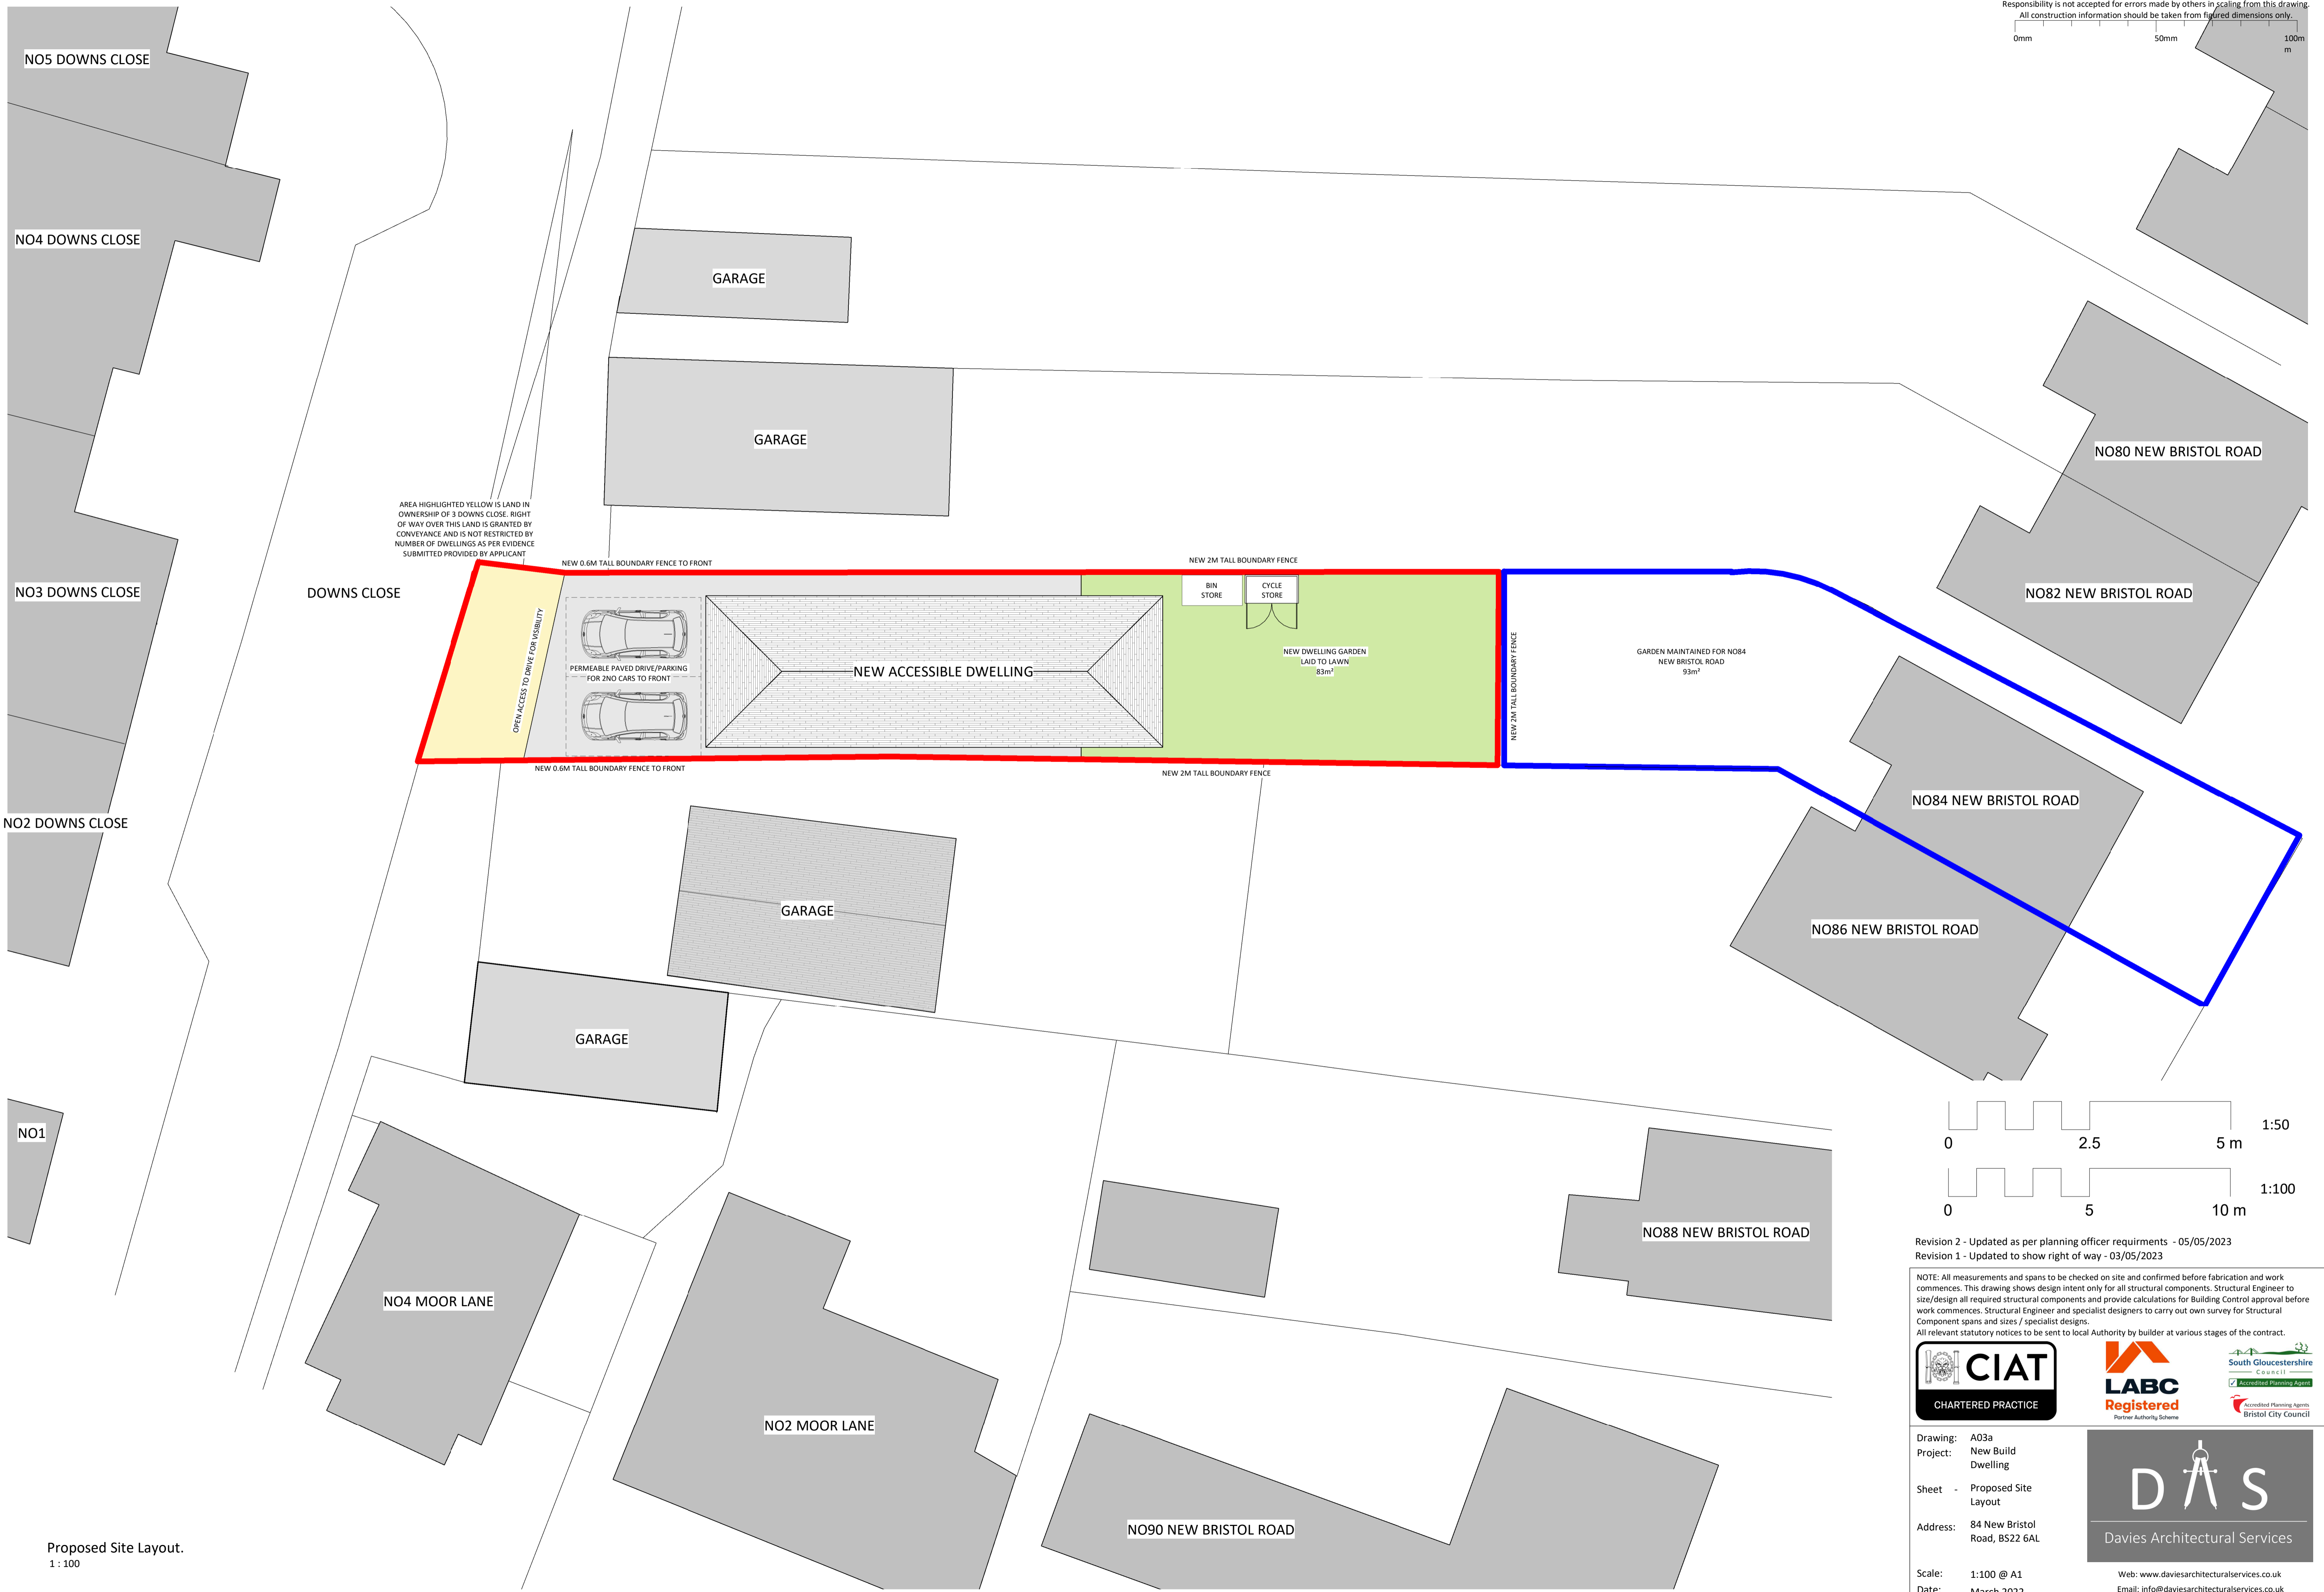 Responsibility is not accepted for errors made by others in scaling from this drawing.
All construction information should be taken from figured dimensions only.
0mm
50mm
100m
m
NO5 DOWNS CLOSE
NO4 DOWNS CLOSE
GARAGE
GARAGE
NO80 NEW BRISTOL ROAD
AREA HIGHLIGHTED YELLOW IS LAND IN
OWNERSHIP OF 3 DOWNS CLOSE. RIGHT
OF WAY OVER THIS LAND IS GRANTED BY
CONVEYANCE AND IS NOT RESTRICTED BY
NUMBER OF DWELLINGS AS PER EVIDENCE
SUBMITTED PROVIDED BY APPLICANT
NEW 0.6M TALL BOUNDARY FENCE TO FRONT
NEW 2M TALL BOUNDARY FENCE
NO3 DOWNS CLOSE
DOWNS CLOSE
OPEN ACCESS TO DRIVE FOR VISIBILITY
PERMEABLE PAVED DRIVE/PARKING
FOR 2NO CARS TO FRONT
NEW ACCESSIBLE DWELLING
BIN
STORE
CYCLE
STORE
NEW DWELLING GARDEN
LAID TO LAWN
83m²
NEW 2M TALL BOUNDARY FENCE
GARDEN MAINTAINED FOR NO84
NEW BRISTOL ROAD
93m²
NO82 NEW BRISTOL ROAD
NEW 0.6M TALL BOUNDARY FENCE TO FRONT
NEW 2M TALL BOUNDARY FENCE
NO2 DOWNS CLOSE
NO84 NEW BRISTOL ROAD
GARAGE
NO86 NEW BRISTOL ROAD
GARAGE
NO1
NO88 NEW BRISTOL ROAD
NO4 MOOR LANE
NO2 MOOR LANE
NO90 NEW BRISTOL ROAD
Proposed Site Layout.
1 : 100
1:50
0
2.5
5 m
1:100
0
5
10 m
Revision 2 - Updated as per planning officer requirments - 05/05/2023
Revision 1 - Updated to show right of way - 03/05/2023
NOTE: All measurements and spans to be checked on site and confirmed before fabrication and work
commences. This drawing shows design intent only for all structural components. Structural Engineer to
size/design all required structural components and provide calculations for Building Control approval before
work commences. Structural Engineer and specialist designers to carry out own survey for Structural
Component spans and sizes / specialist designs.
All relevant statutory notices to be sent to local Authority by builder at various stages of the contract.
CIAT
CHARTERED PRACTICE
LABC
Registered
Partner Authority Scheme
South Gloucestershire
Council
Accredited Planning Agent
Accredited Planning Agents
Bristol City Council
Drawing: A03a
Project: New Build
Dwelling
Sheet - Proposed Site
Layout
Address: 84 New Bristol
Road, BS22 6AL
Scale: 1:100 @ A1
Date: March 2022
D A S
Davies Architectural Services
Web: www.daviesarchitecturalservices.co.uk
Email: info@daviesarchitecturalservices.co.uk